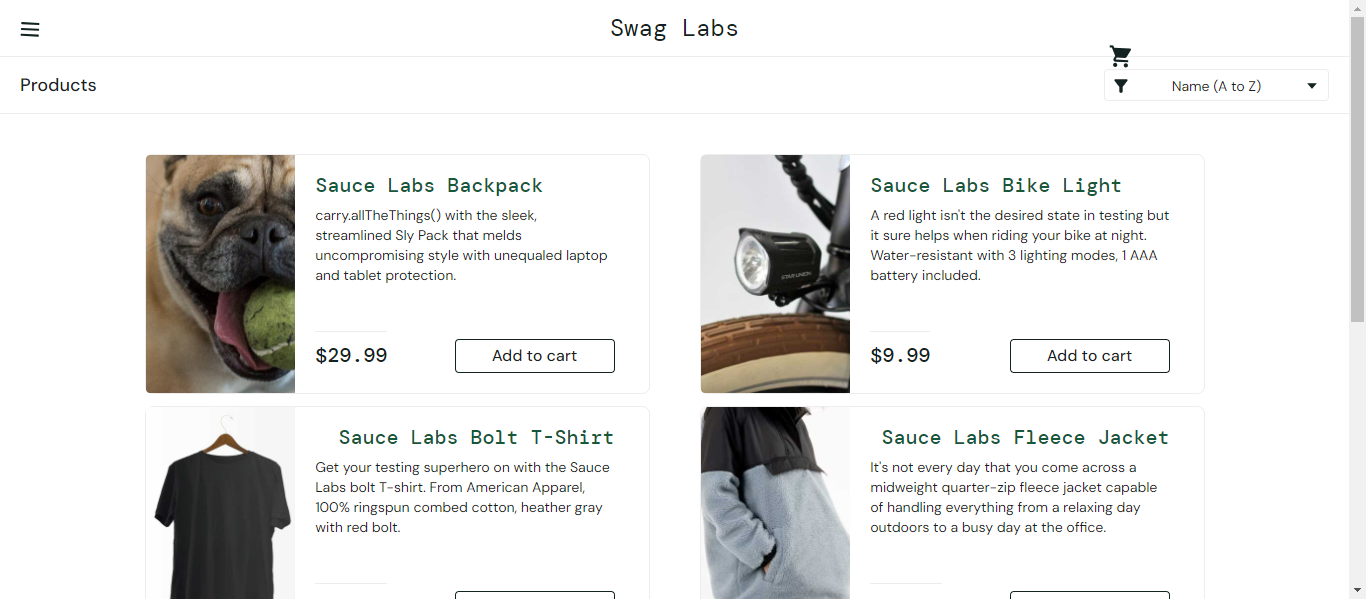 Swag Labs
Products
Name (A to Z)
Sauce Labs Backpack
carry.allTheThings() with the sleek,
streamlined Sly Pack that melds
uncompromising style with unequaled laptop
and tablet protection.
$29.99
Add to cart
Sauce Labs Bike Light
A red light isn't the desired state in testing but
it sure helps when riding your bike at night.
Water-resistant with 3 lighting modes, 1 AAA
battery included.
STAR UNION
$9.99
Add to cart
Sauce Labs Bolt T-Shirt
Get your testing superhero on with the Sauce
Labs bolt T-shirt. From American Apparel,
100% ringspun combed cotton, heather gray
with red bolt.
Sauce Labs Fleece Jacket
It's not every day that you come across a
midweight quarter-zip fleece jacket capable
of handling everything from a relaxing day
outdoors to a busy day at the office.